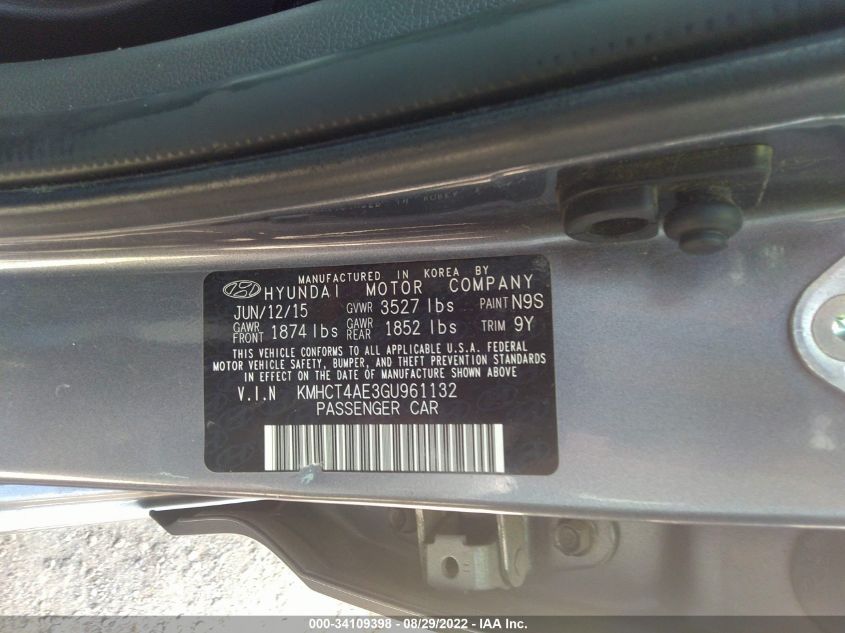 MANUFACTURED IN KOREA BY
HYUNDAI MOTOR COMPANY
JUN/12/15 GVWR 3527 lbs PAINT N9S
GAWR FRONT 1874 lbs GAWR REAR 1852 lbs TRIM 9Y
THIS VEHICLE CONFORMS TO ALL APPLICABLE U.S.A. FEDERAL
MOTOR VEHICLE SAFETY, BUMPER, AND THEFT PREVENTION STANDARDS
IN EFFECT ON THE DATE OF MANUFACTURE SHOWN ABOVE
V.I.N KMHCT4AE3GU961132
PASSENGER CAR
000-34109398 - 08/29/2022 - IAA Inc.